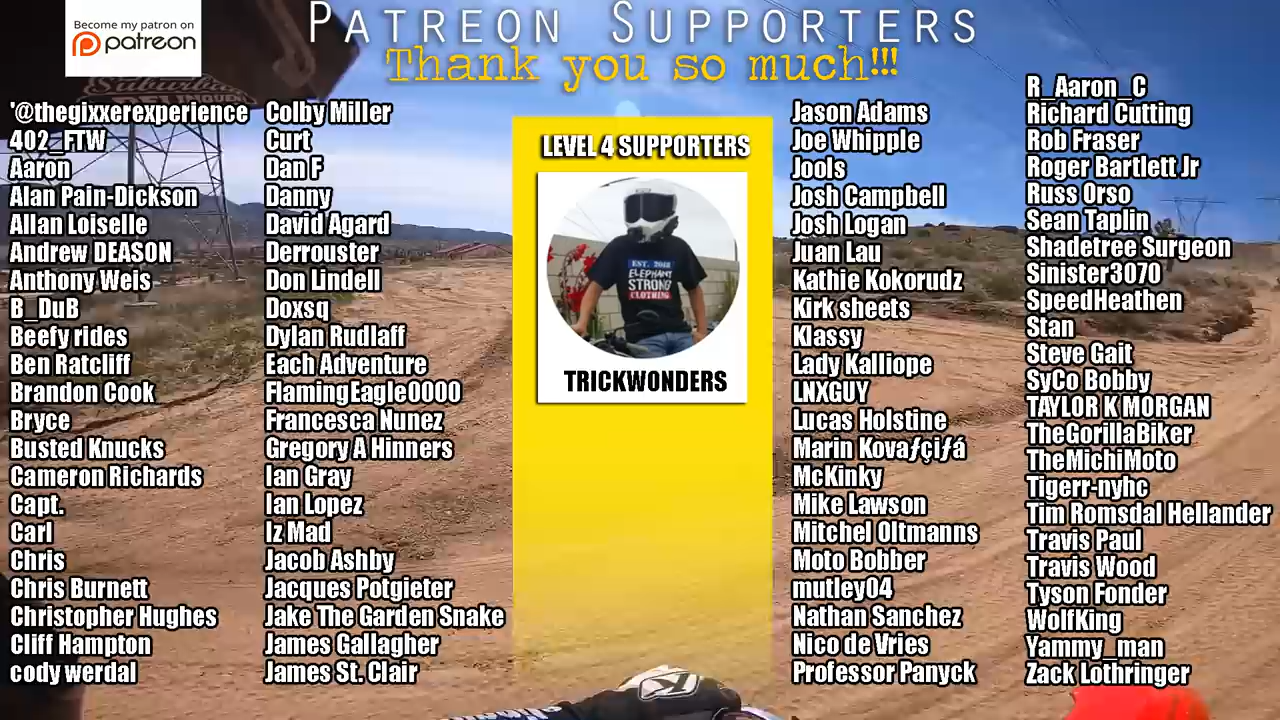 Become my patron on
patreon
PATREON SUPPORTERS
Thank you so much!!!
'@thegixxerexperience
402_FTW
Aaron
Alan Pain-Dickson
Allan Loiselle
Andrew DEASON
Anthony Weis
B_DuB
Beefy rides
Ben Ratcliff
Brandon Cook
Bryce
Busted Knucks
Cameron Richards
Capt.
Carl
Chris
Chris Burnett
Christopher Hughes
Cliff Hampton
cody werdal
Colby Miller
Curt
Dan F
Danny
David Agard
Derrouster
Don Lindell
Doxsq
Dylan Rudlaff
Each Adventure
FlamingEagle0000
Francesca Nunez
Gregory A Hinners
Ian Gray
Ian Lopez
Iz Mad
Jacob Ashby
Jacques Potgieter
Jake The Garden Snake
James Gallagher
James St. Clair
LEVEL 4 SUPPORTERS
EST. 2012
ELEPHANT
STRONG
CLOTHING
TRICKWONDERS
Jason Adams
Joe Whipple
Jools
Josh Campbell
Josh Logan
Juan Lau
Kathie Kokorudz
Kirk sheets
Klassy
Lady Kalliope
LNXGUY
Lucas Holstine
Marin Kovaƒçiƒá
McKinky
Mike Lawson
Mitchel Oltmanns
Moto Bobber
mutley04
Nathan Sanchez
Nico de Vries
Professor Panyck
R_Aaron_C
Richard Cutting
Rob Fraser
Roger Bartlett Jr
Russ Orso
Sean Taplin
Shadetree Surgeon
Sinister3070
SpeedHeathen
Stan
Steve Gait
SyCo Bobby
TAYLOR K MORGAN
TheGorillaBiker
TheMichiMoto
Tigerr-nyhc
Tim Romsdal Hellander
Travis Paul
Travis Wood
Tyson Fonder
WolfKing
Yammy_man
Zack Lothringer